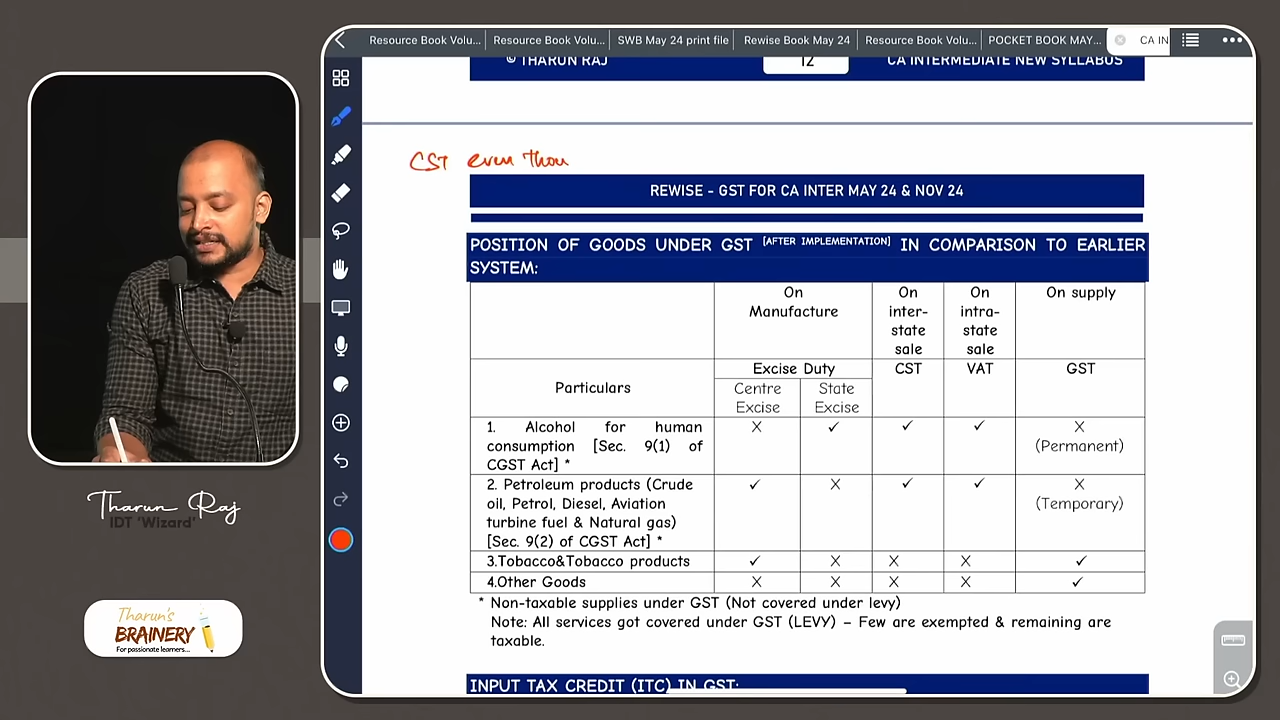 Resource Book Volu... Resource Book Volu... SWB May 24 print file Rewise Book May 24 Resource Book Volu... POCKET BOOK MAY... CA IN
© THARUN RAJ 12 CA INTERMEDIATE NEW SYLLABUS
CST even thou
REWISE - GST FOR CA INTER MAY 24 & NOV 24
POSITION OF GOODS UNDER GST [AFTER IMPLEMENTATION] IN COMPARISON TO EARLIER
SYSTEM:
On Manufacture On inter-state sale On intra-state sale On supply
Particulars Excise Duty CST VAT GST
Centre Excise State Excise
1. Alcohol for human X ✓ ✓ ✓ X
consumption [Sec. 9(1) of (Permanent)
CGST Act] *
2. Petroleum products (Crude ✓ X ✓ ✓ X
oil, Petrol, Diesel, Aviation (Temporary)
turbine fuel & Natural gas)
[Sec. 9(2) of CGST Act] *
3.Tobacco&Tobacco products ✓ X X X ✓
4.Other Goods X X X X ✓
* Non-taxable supplies under GST (Not covered under levy)
Note: All services got covered under GST (LEVY) – Few are exempted & remaining are
taxable.
INPUT TAX CREDIT (ITC) IN GST:
Tharun Raj
IDT 'Wizard'
Tharun's
BRAINERY
For passionate learners...